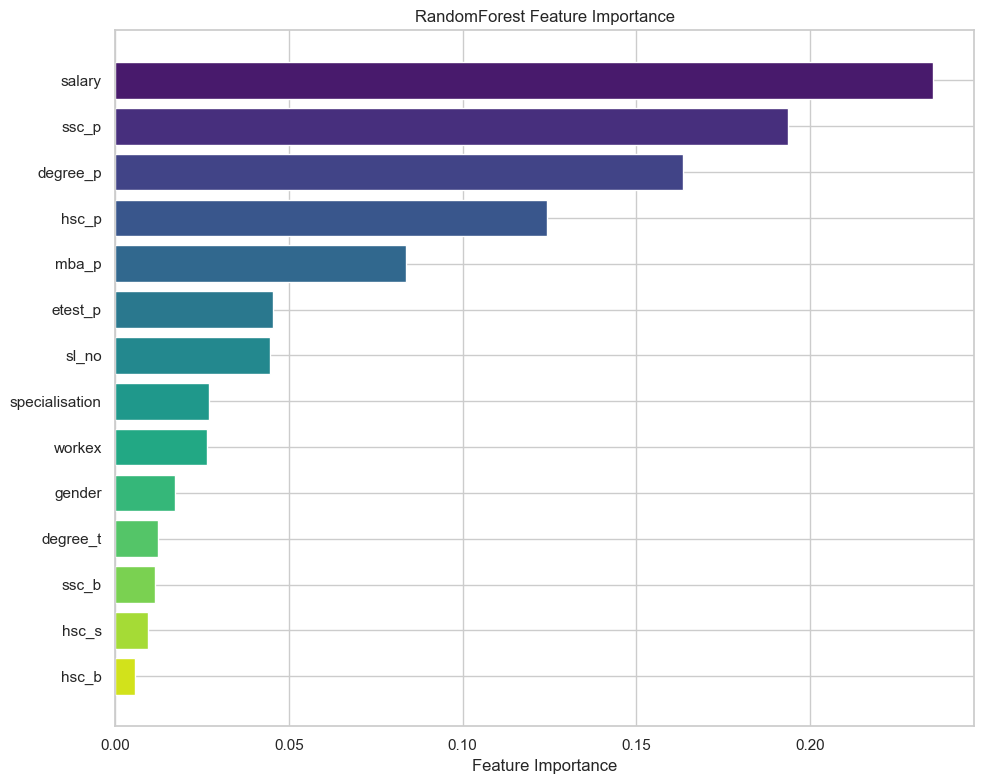 RandomForest Feature Importance
salary
ssc_p
degree_p
hsc_p
mba_p
etest_p
sl_no
specialisation
workex
gender
degree_t
ssc_b
hsc_s
hsc_b
0.00 0.05 0.10 0.15 0.20
Feature Importance